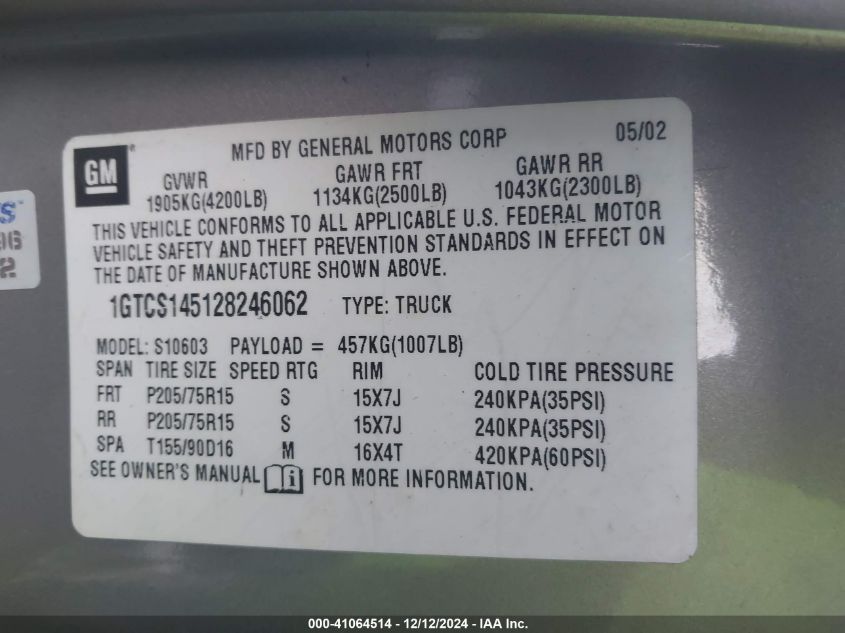 GM
MFD BY GENERAL MOTORS CORP 05/02
GVWR GAWR FRT GAWR RR
1905KG(4200LB) 1134KG(2500LB) 1043KG(2300LB)
THIS VEHICLE CONFORMS TO ALL APPLICABLE U.S. FEDERAL MOTOR
VEHICLE SAFETY AND THEFT PREVENTION STANDARDS IN EFFECT ON
THE DATE OF MANUFACTURE SHOWN ABOVE.
1GTCS145128246062 TYPE: TRUCK
MODEL: S10603 PAYLOAD = 457KG(1007LB)
SPAN TIRE SIZE SPEED RTG RIM COLD TIRE PRESSURE
FRT P205/75R15 S 15X7J 240KPA(35PSI)
RR P205/75R15 S 15X7J 240KPA(35PSI)
SPA T155/90D16 M 16X4T 420KPA(60PSI)
SEE OWNER'S MANUAL i FOR MORE INFORMATION.
000-41064514 - 12/12/2024 - IAA Inc.